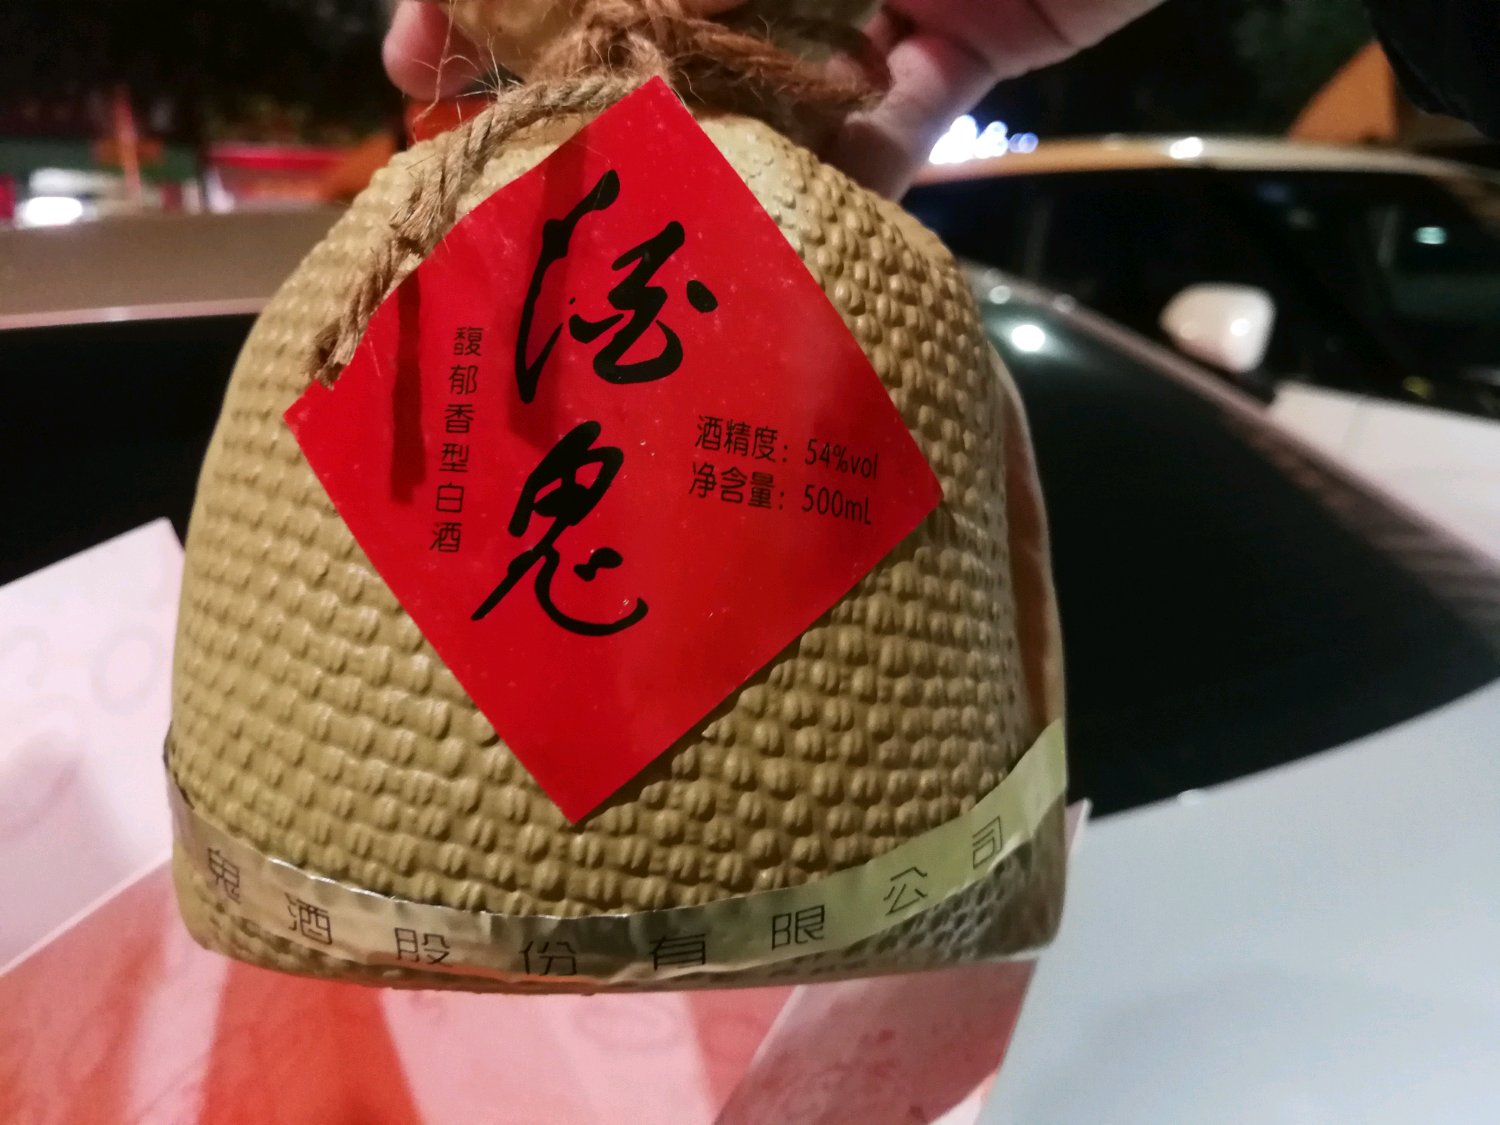 酒鬼
馥郁香型白酒
酒精度：54%vol
净含量：500mL
鬼酒股份有限公司